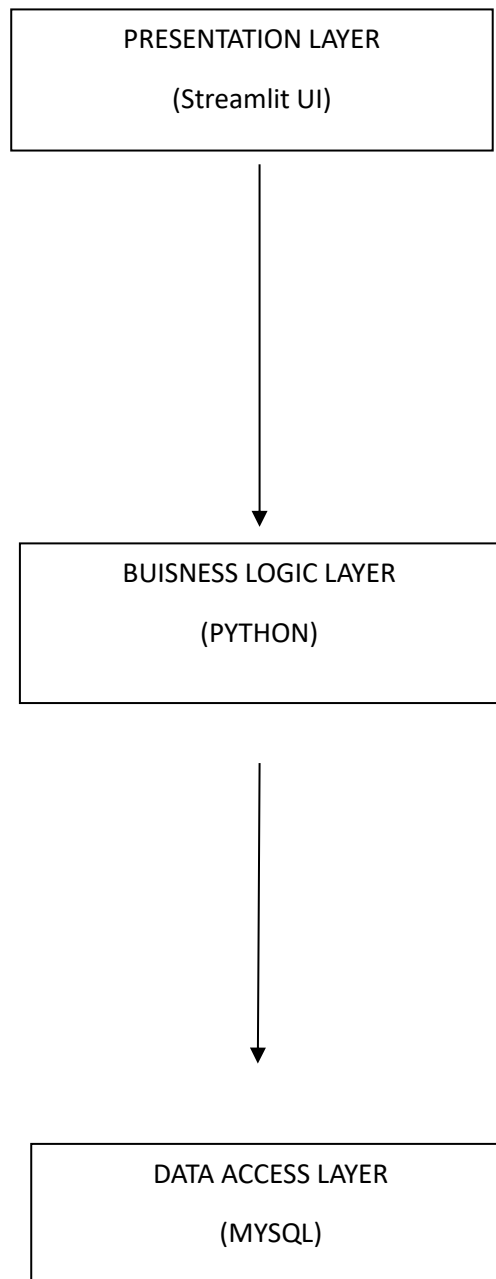 PRESENTATION LAYER
(Streamlit UI)
BUISNESS LOGIC LAYER
(PYTHON)
DATA ACCESS LAYER
(MYSQL)